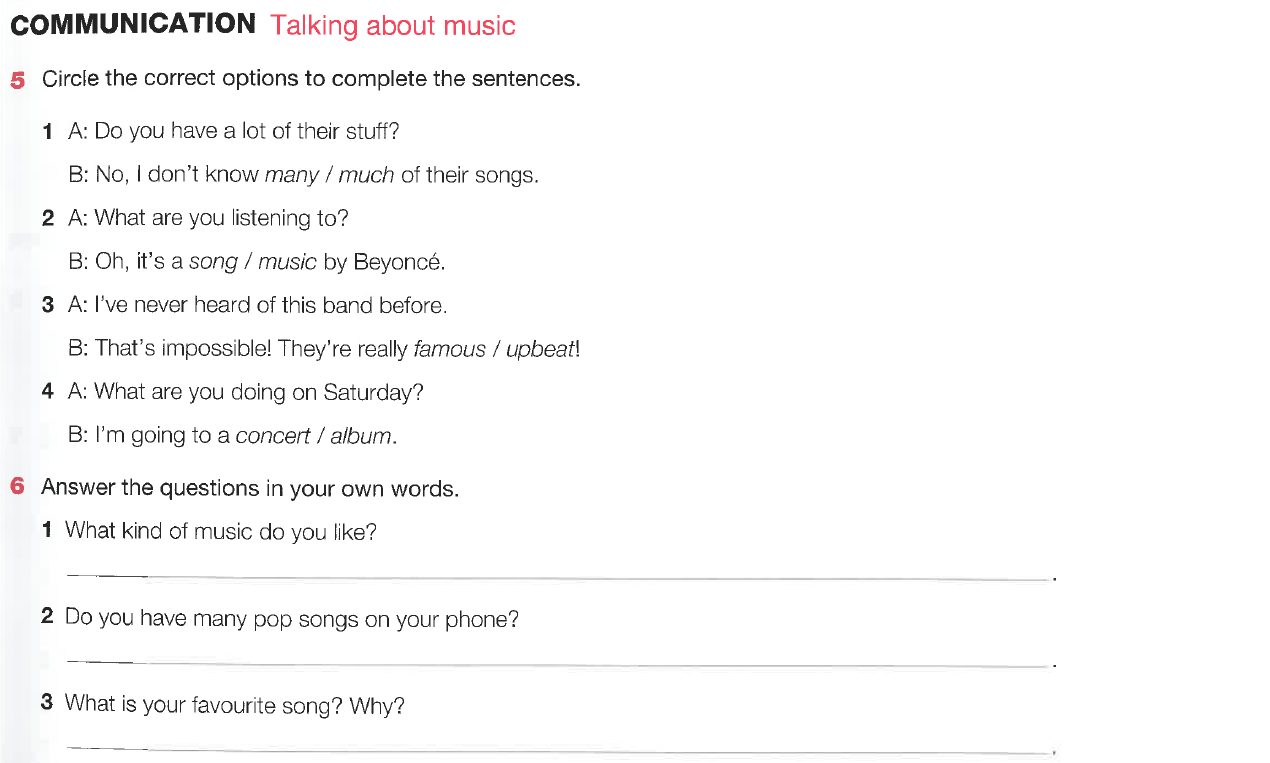 COMMUNICATION Talking about music
5 Circle the correct options to complete the sentences.
1 A: Do you have a lot of their stuff?
B: No, I don't know many / much of their songs.
2 A: What are you listening to?
B: Oh, it's a song / music by Beyoncé.
3 A: I've never heard of this band before.
B: That's impossible! They're really famous / upbeat!
4 A: What are you doing on Saturday?
B: I'm going to a concert / album.
6 Answer the questions in your own words.
1 What kind of music do you like?
.
2 Do you have many pop songs on your phone?
.
3 What is your favourite song? Why?
.